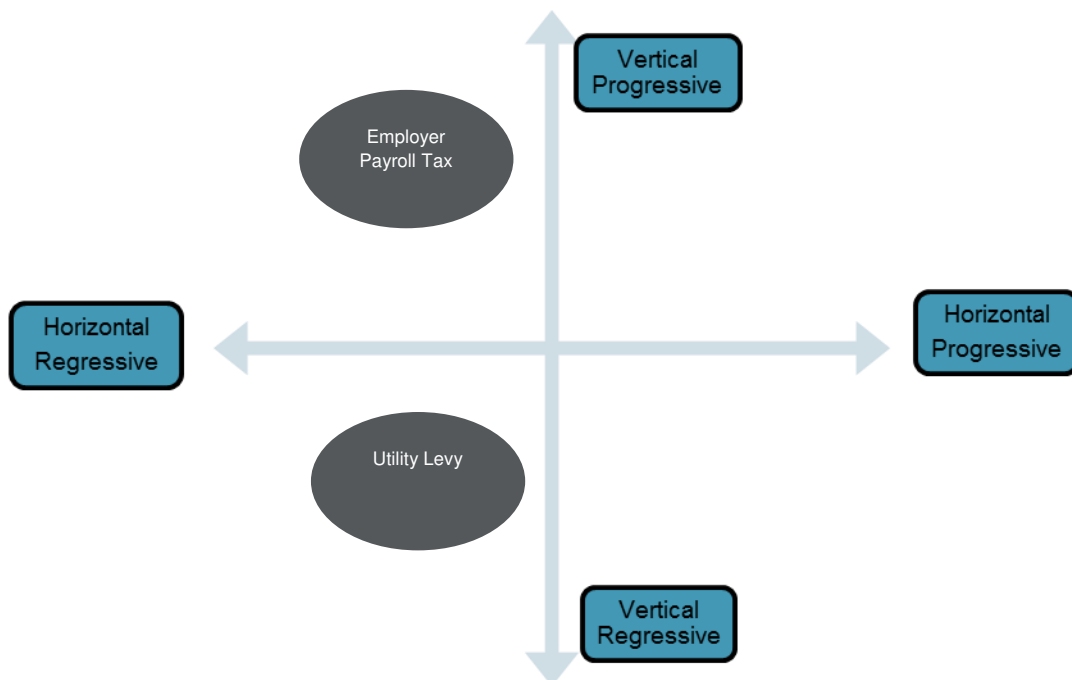 Vertical
Progressive
Employer
Payroll Tax
Horizontal
Regressive
Horizontal
Progressive
Utility Levy
Vertical
Regressive